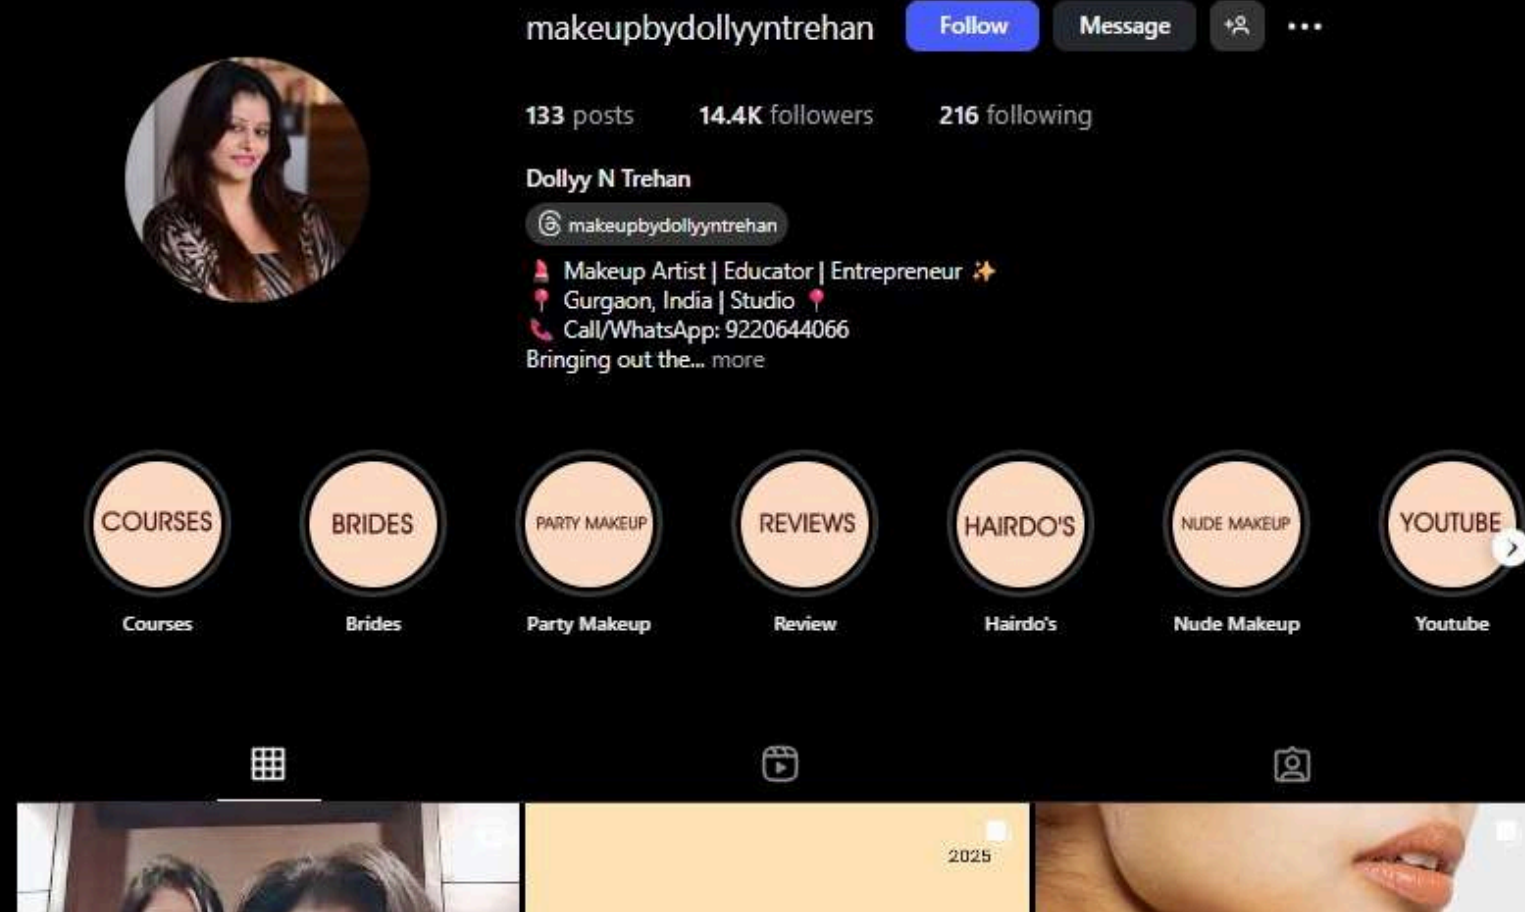 makeupbydollyyntrehan Follow Message
133 posts 14.4K followers 216 following
Dollyy N Trehan
makeupbydollyyntrehan
Makeup Artist | Educator | Entrepreneur
Gurgaon, India | Studio
Call/WhatsApp: 9220644066
Bringing out the... more
COURSES BRIDES PARTY MAKEUP REVIEWS HAIRDO'S NUDE MAKEUP YOUTUBE
Courses Brides Party Makeup Review Hairdo's Nude Makeup Youtube
2025